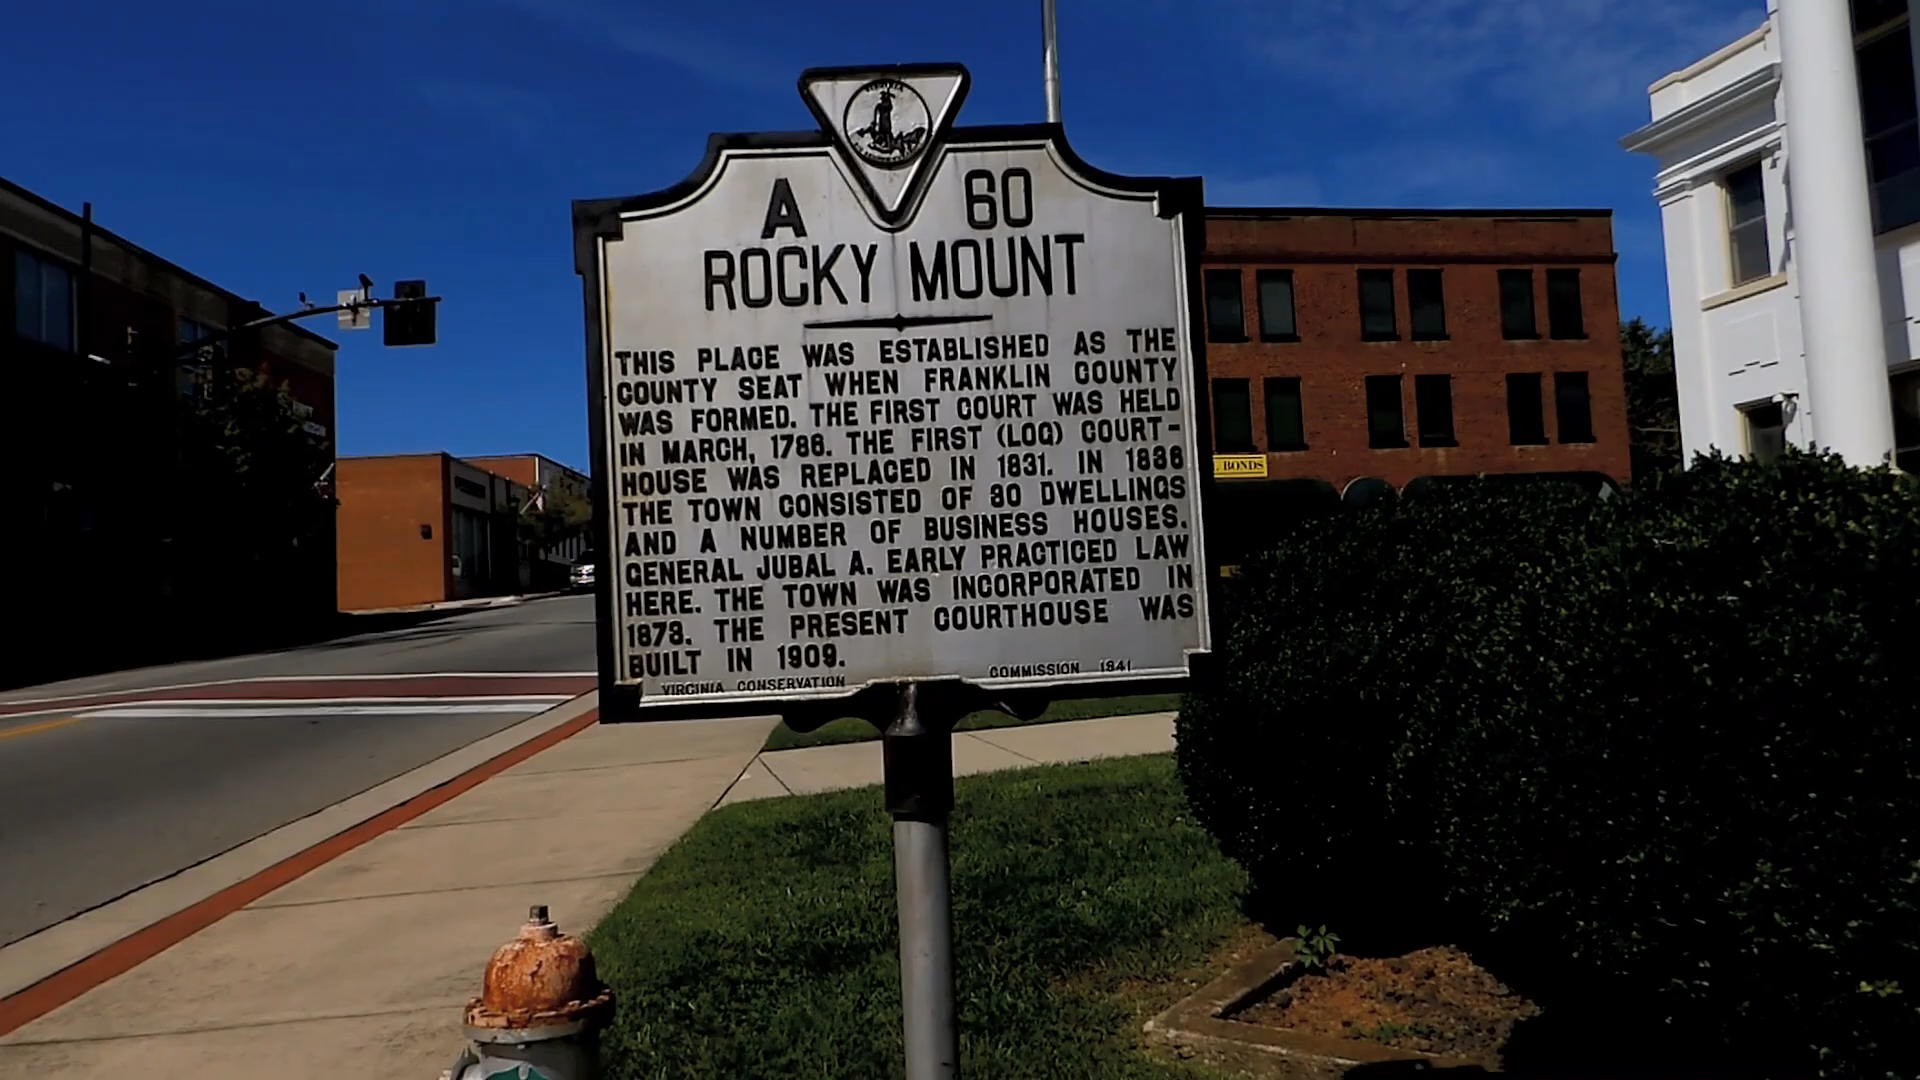 A 60
ROCKY MOUNT
THIS PLACE WAS ESTABLISHED AS THE
COUNTY SEAT WHEN FRANKLIN COUNTY
WAS FORMED. THE FIRST COURT WAS HELD
IN MARCH, 1786. THE FIRST (LOG) COURT-
HOUSE WAS REPLACED IN 1831. IN 1836
THE TOWN CONSISTED OF 30 DWELLINGS
AND A NUMBER OF BUSINESS HOUSES.
GENERAL JUBAL A. EARLY PRACTICED LAW
HERE. THE TOWN WAS INCORPORATED IN
1873. THE PRESENT COURTHOUSE WAS
BUILT IN 1909.
VIRGINIA CONSERVATION COMMISSION 1941
BONDS